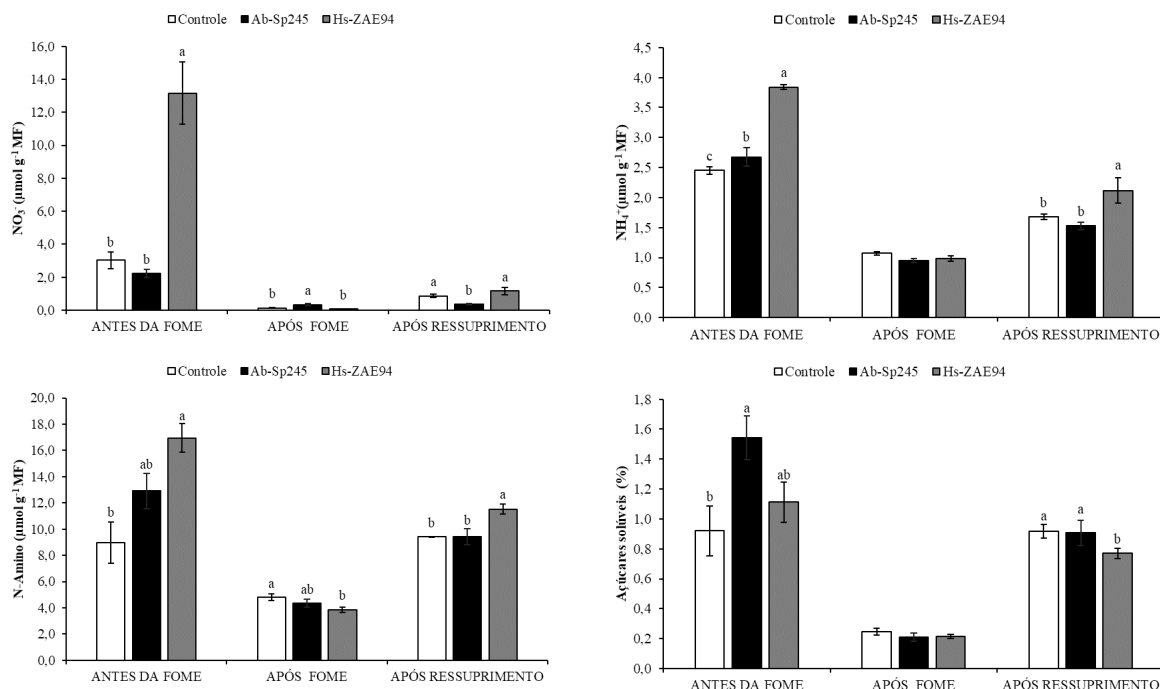 Controle Ab-Sp245 Hs-ZAE94
16,0
14,0
12,0
10,0
8,0
6,0
4,0
2,0
0,0
NO₃⁻ (µmol g⁻¹ MF)
b b a
b a b
a b a
ANTES DA FOME APÓS FOME APÓS RESSUPRIMENTO
Controle Ab-Sp245 Hs-ZAE94
4,5
4,0
3,5
3,0
2,5
2,0
1,5
1,0
0,5
0,0
NH₄⁺ (µmol g⁻¹ MF)
c b a
b b a
ANTES DA FOME APÓS FOME APÓS RESSUPRIMENTO
Controle Ab-Sp245 Hs-ZAE94
20,0
18,0
16,0
14,0
12,0
10,0
8,0
6,0
4,0
2,0
0,0
N-Amino (µmol g⁻¹ MF)
b ab a
a ab b
b b a
ANTES DA FOME APÓS FOME APÓS RESSUPRIMENTO
Controle Ab-Sp245 Hs-ZAE94
1,8
1,6
1,4
1,2
1,0
0,8
0,6
0,4
0,2
0,0
Açúcares solúveis (%)
b a ab
a a b
ANTES DA FOME APÓS FOME APÓS RESSUPRIMENTO